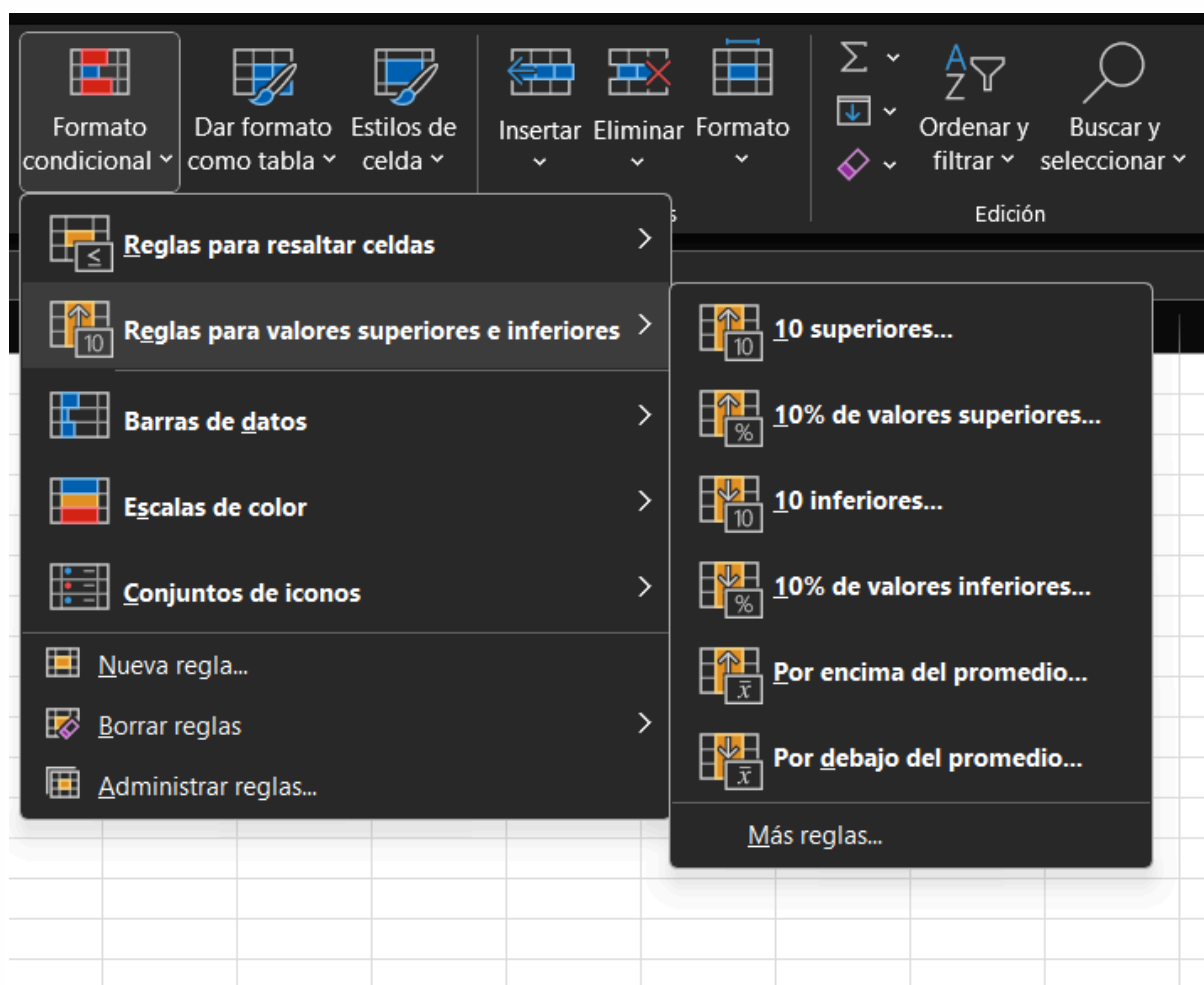 Formato
condicional
Dar formato
como tabla
Estilos de
celda
Insertar
Eliminar
Formato
Ordenar y
filtrar
Buscar y
seleccionar
Edición
Reglas para resaltar celdas
Reglas para valores superiores e inferiores
Barras de datos
Escalas de color
Conjuntos de iconos
Nueva regla...
Borrar reglas
Administrar reglas...
10 superiores...
10% de valores superiores...
10 inferiores...
10% de valores inferiores...
Por encima del promedio...
Por debajo del promedio...
Más reglas...